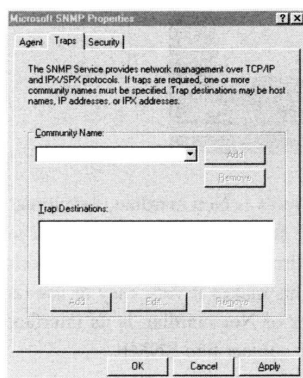 Microsoft SNMP Properties
Agent Traps Security
The SNMP Service provides network management over TCP/IP
and IPX/SPX protocols. If traps are required, one or more
community names must be specified. Trap destinations may be host
names, IP addresses, or IPX addresses.
Community Name:
Add
Remove
Trap Destinations:
Add... Edit... Remove
OK Cancel Apply